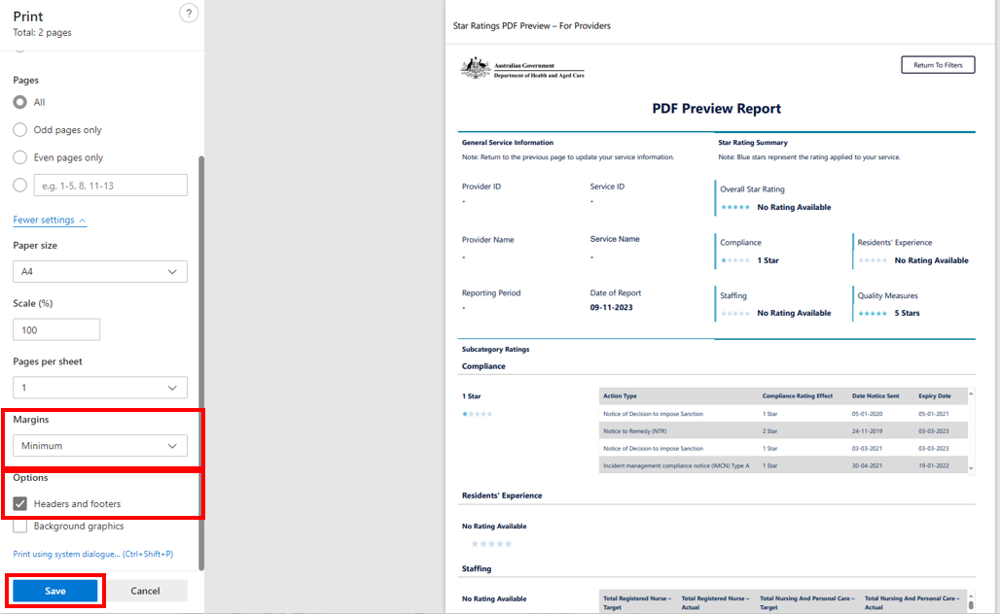 Print
?
Total: 2 pages
Pages
All
Odd pages only
Even pages only
e.g. 1-5, 8, 11-13
Fewer settings
Paper size
A4
Scale (%)
100
Pages per sheet
1
Margins
Minimum
Options
Headers and footers
Background graphics
Print using system dialogue... (Ctrl+Shift+P)
Save Cancel
Star Ratings PDF Preview – For Providers
Australian Government
Department of Health and Aged Care
Return To Filters
PDF Preview Report
General Service Information
Note: Return to the previous page to update your service information.
Star Rating Summary
Note: Blue stars represent the rating applied to your service.
Provider ID Service ID
- -
Overall Star Rating
No Rating Available
Provider Name Service Name
- -
Compliance Residents' Experience
1 Star No Rating Available
Reporting Period Date of Report
- 09-11-2023
Staffing Quality Measures
No Rating Available 5 Stars
Subcategory Ratings
Compliance
1 Star
Action Type Compliance Rating Effect Date Notice Sent Expiry Date
Notice of Decision to impose Sanction 1 Star 05-01-2020 05-01-2021
Notice to Remedy (NTR) 2 Star 24-11-2019 03-03-2023
Notice of Decision to impose Sanction 1 Star 03-03-2021 03-03-2023
Incident management compliance notice (IMCN) Type A 1 Star 30-04-2021 19-01-2022
Residents' Experience
No Rating Available
Staffing
No Rating Available
Total Registered Nurse – Total Registered Nurse – Total Nursing And Personal Care – Total Nursing And Personal Care –
Target Actual Target Actual